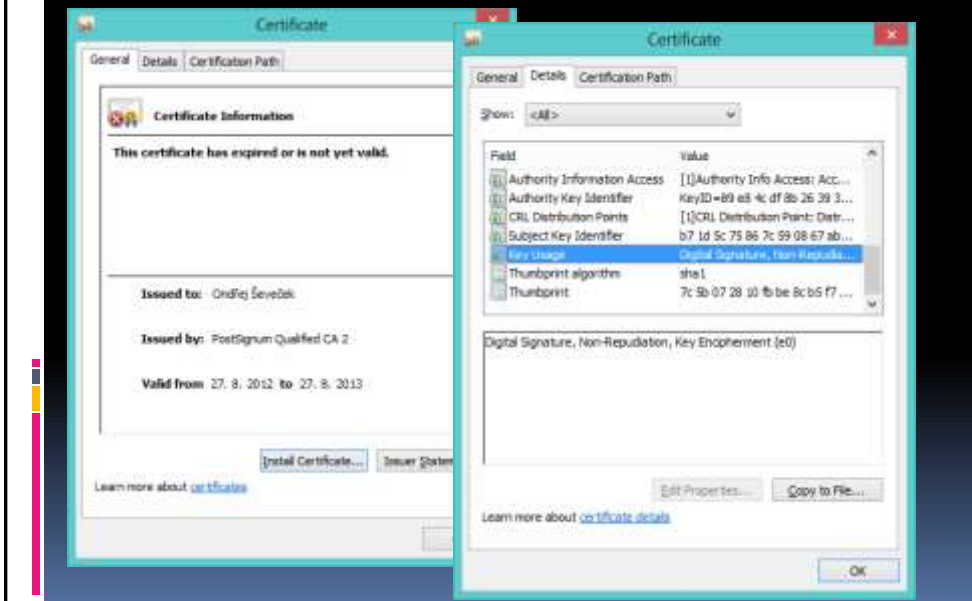 Certificate
General Details Certification Path
Certificate Information
This certificate has expired or is not yet valid.
Issued to: Ondřej Ševeček
Issued by: PostSignum Qualified CA 2
Valid from 27. 8. 2012 to 27. 8. 2013
Install Certificate... Issuer Statem
Learn more about certificates
Certificate
General Details Certification Path
Show: <All>
Field Value
Authority Information Access [1]Authority Info Access: Acc...
Authority Key Identifier KeyID=89 e8 4c df 8b 26 39 3...
CRL Distribution Points [1]CRL Distribution Point: Distr...
Subject Key Identifier b7 1d 5c 75 86 7c 59 08 67 ab...
Key Usage Digital Signature, Non-Repudia...
Thumbprint algorithm sha1
Thumbprint 7c 5b 07 28 10 fb be 8c b5 f7 ...
Digital Signature, Non-Repudiation, Key Encipherment (e0)
Edit Properties... Copy to File...
Learn more about certificate details
OK